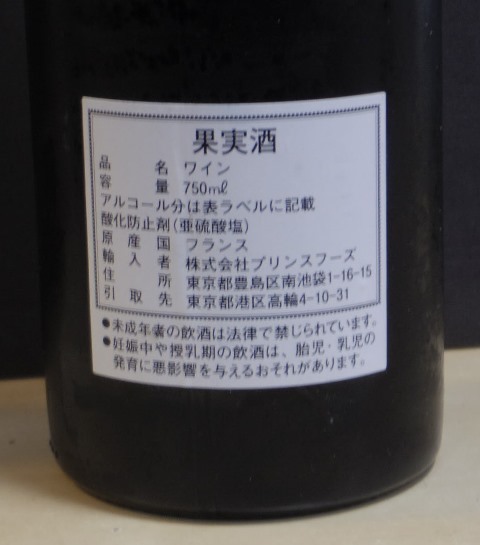 果実酒
品名 ワイン
容量 750mℓ
アルコール分は表ラベルに記載
酸化防止剤(亜硫酸塩)
原産国 フランス
輸入者 株式会社プリンスフーズ
住所 東京都豊島区南池袋1-16-15
引取先 東京都港区高輪4-10-31
●未成年者の飲酒は法律で禁じられています。
●妊娠中や授乳期の飲酒は、胎児・乳児の
発育に悪影響を与えるおそれがあります。